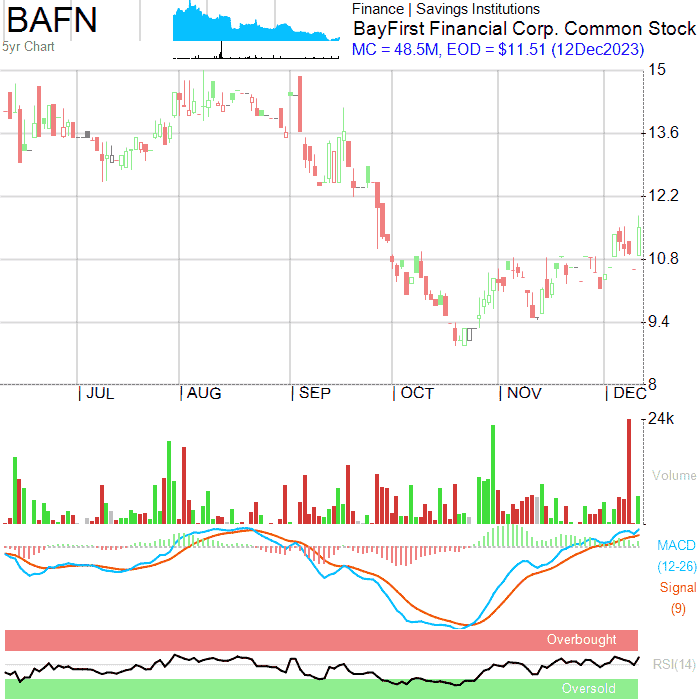 BAFN
5yr Chart
Finance | Savings Institutions
BayFirst Financial Corp. Common Stock
MC = 48.5M, EOD = $11.51 (12Dec2023)
15
13.6
12.2
10.8
9.4
8
| JUL | AUG | SEP | OCT | NOV | DEC
24k
Volume
MACD
(12-26)
Signal
(9)
Overbought
RSI(14)
Oversold